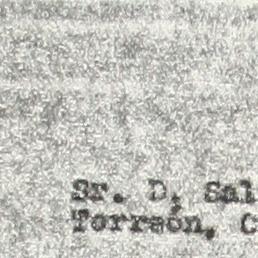 Sr. D, Sal
Torreón, C